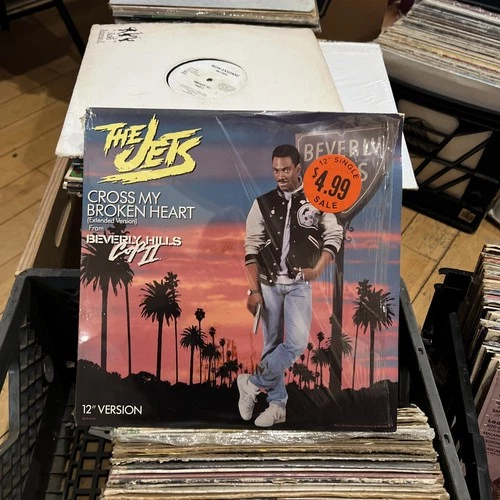 THE JETS
CROSS MY
BROKEN HEART
(Extended Version)
From
BEVERLY HILLS
COP II
BEVERLY
12" SINGLE
$4.99
SALE
12" VERSION